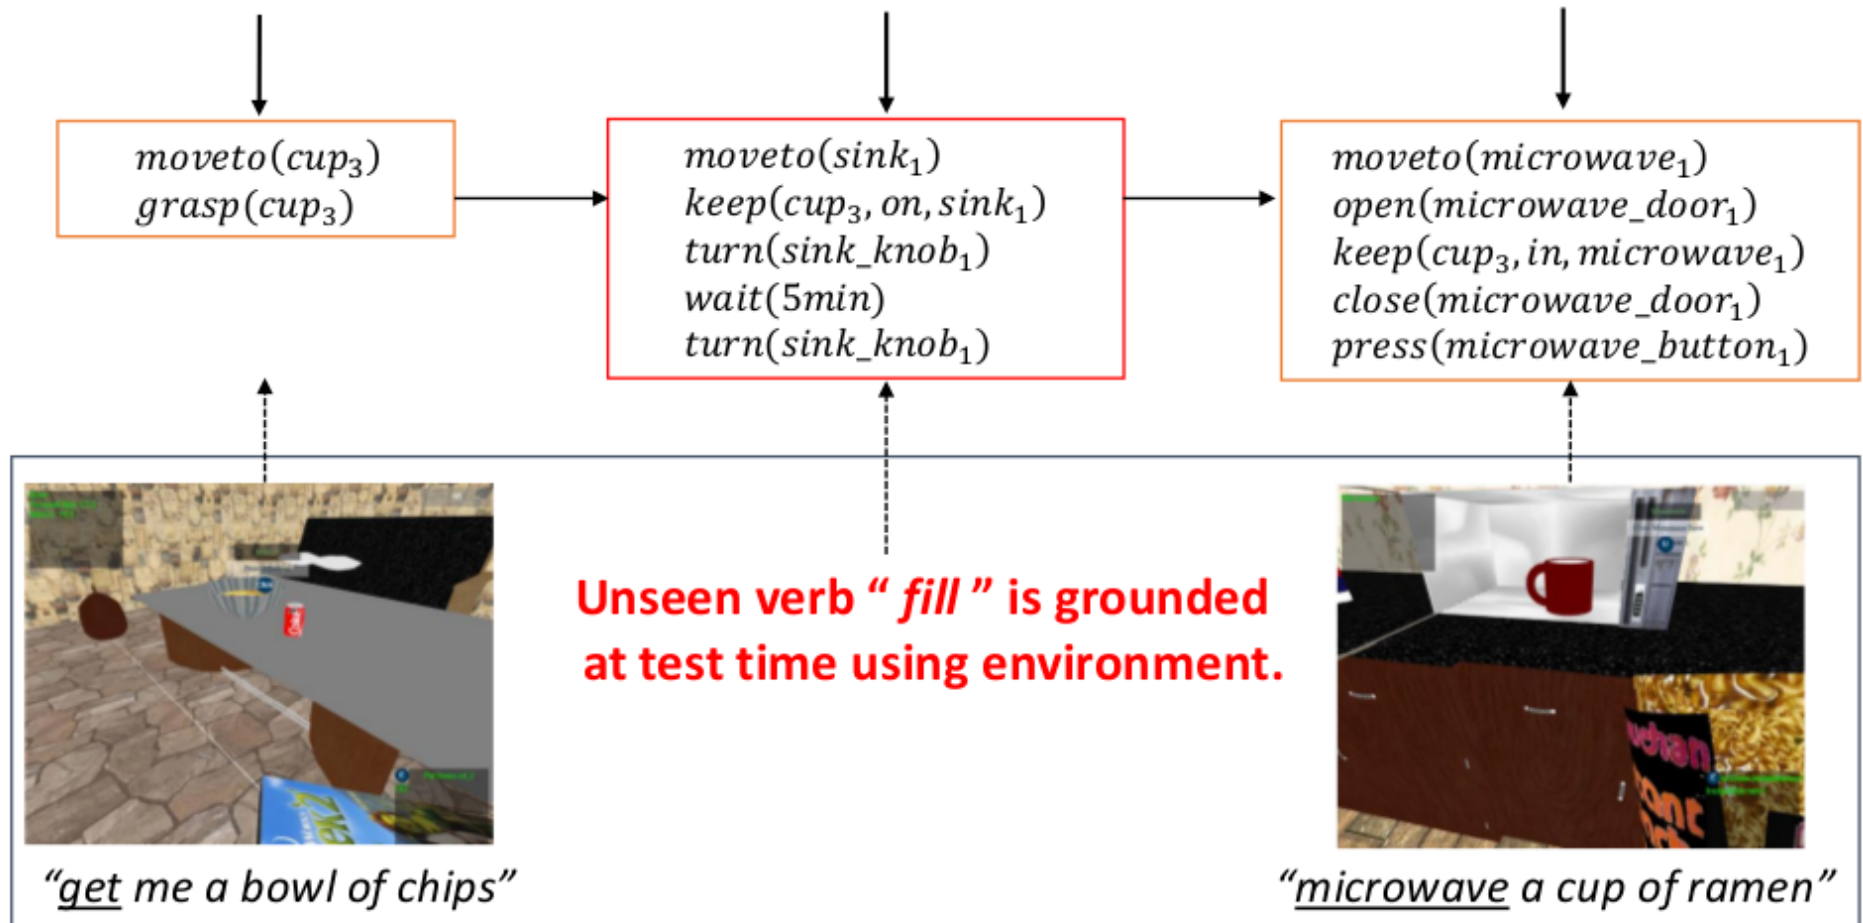 moveto(cup₃)
grasp(cup₃)
moveto(sink₁)
keep(cup₃, on, sink₁)
turn(sink_knob₁)
wait(5min)
turn(sink_knob₁)
moveto(microwave₁)
open(microwave_door₁)
keep(cup₃, in, microwave₁)
close(microwave_door₁)
press(microwave_button₁)
Unseen verb “ fill ” is grounded
at test time using environment.
“get me a bowl of chips”
“microwave a cup of ramen”